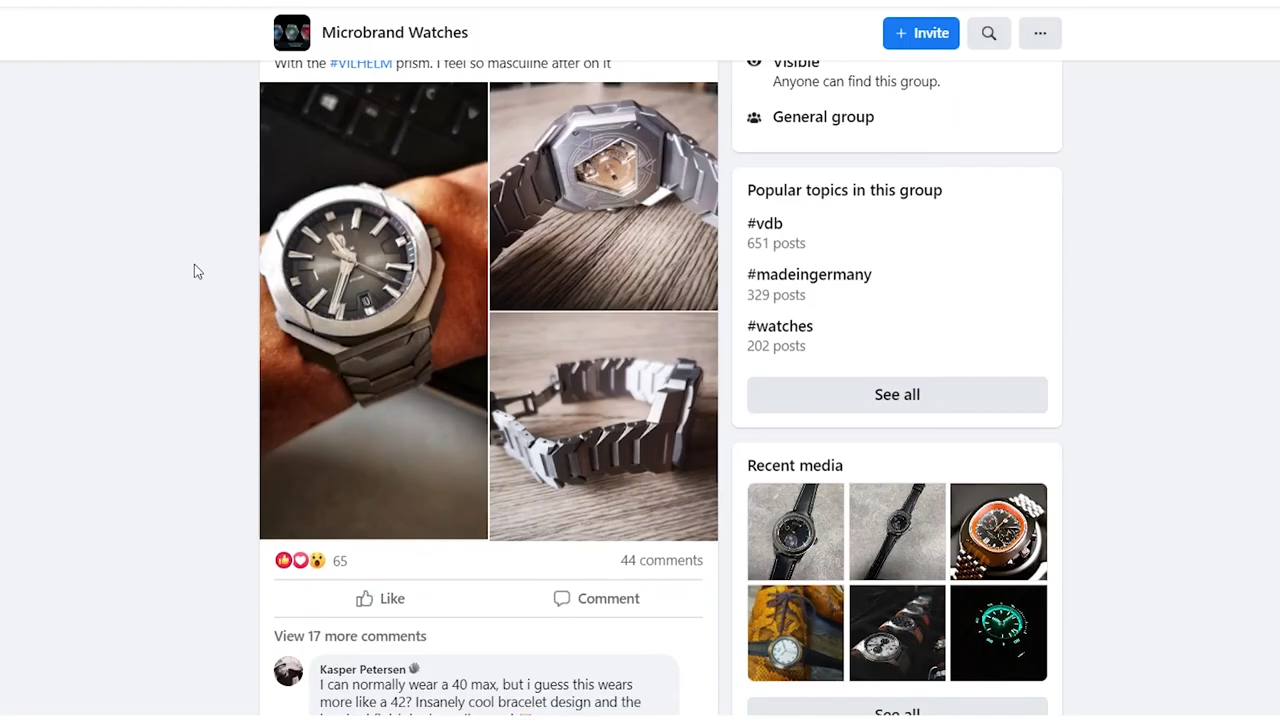 Microbrand Watches
+ Invite
With the #VILHELM prism. I feel so masculine after on it
65
44 comments
Like
Comment
View 17 more comments
Kasper Petersen
I can normally wear a 40 max, but i guess this wears
more like a 42? Insanely cool bracelet design and the
Visible
Anyone can find this group.
General group
Popular topics in this group
#vdb
651 posts
#madeingermany
329 posts
#watches
202 posts
See all
Recent media
See all